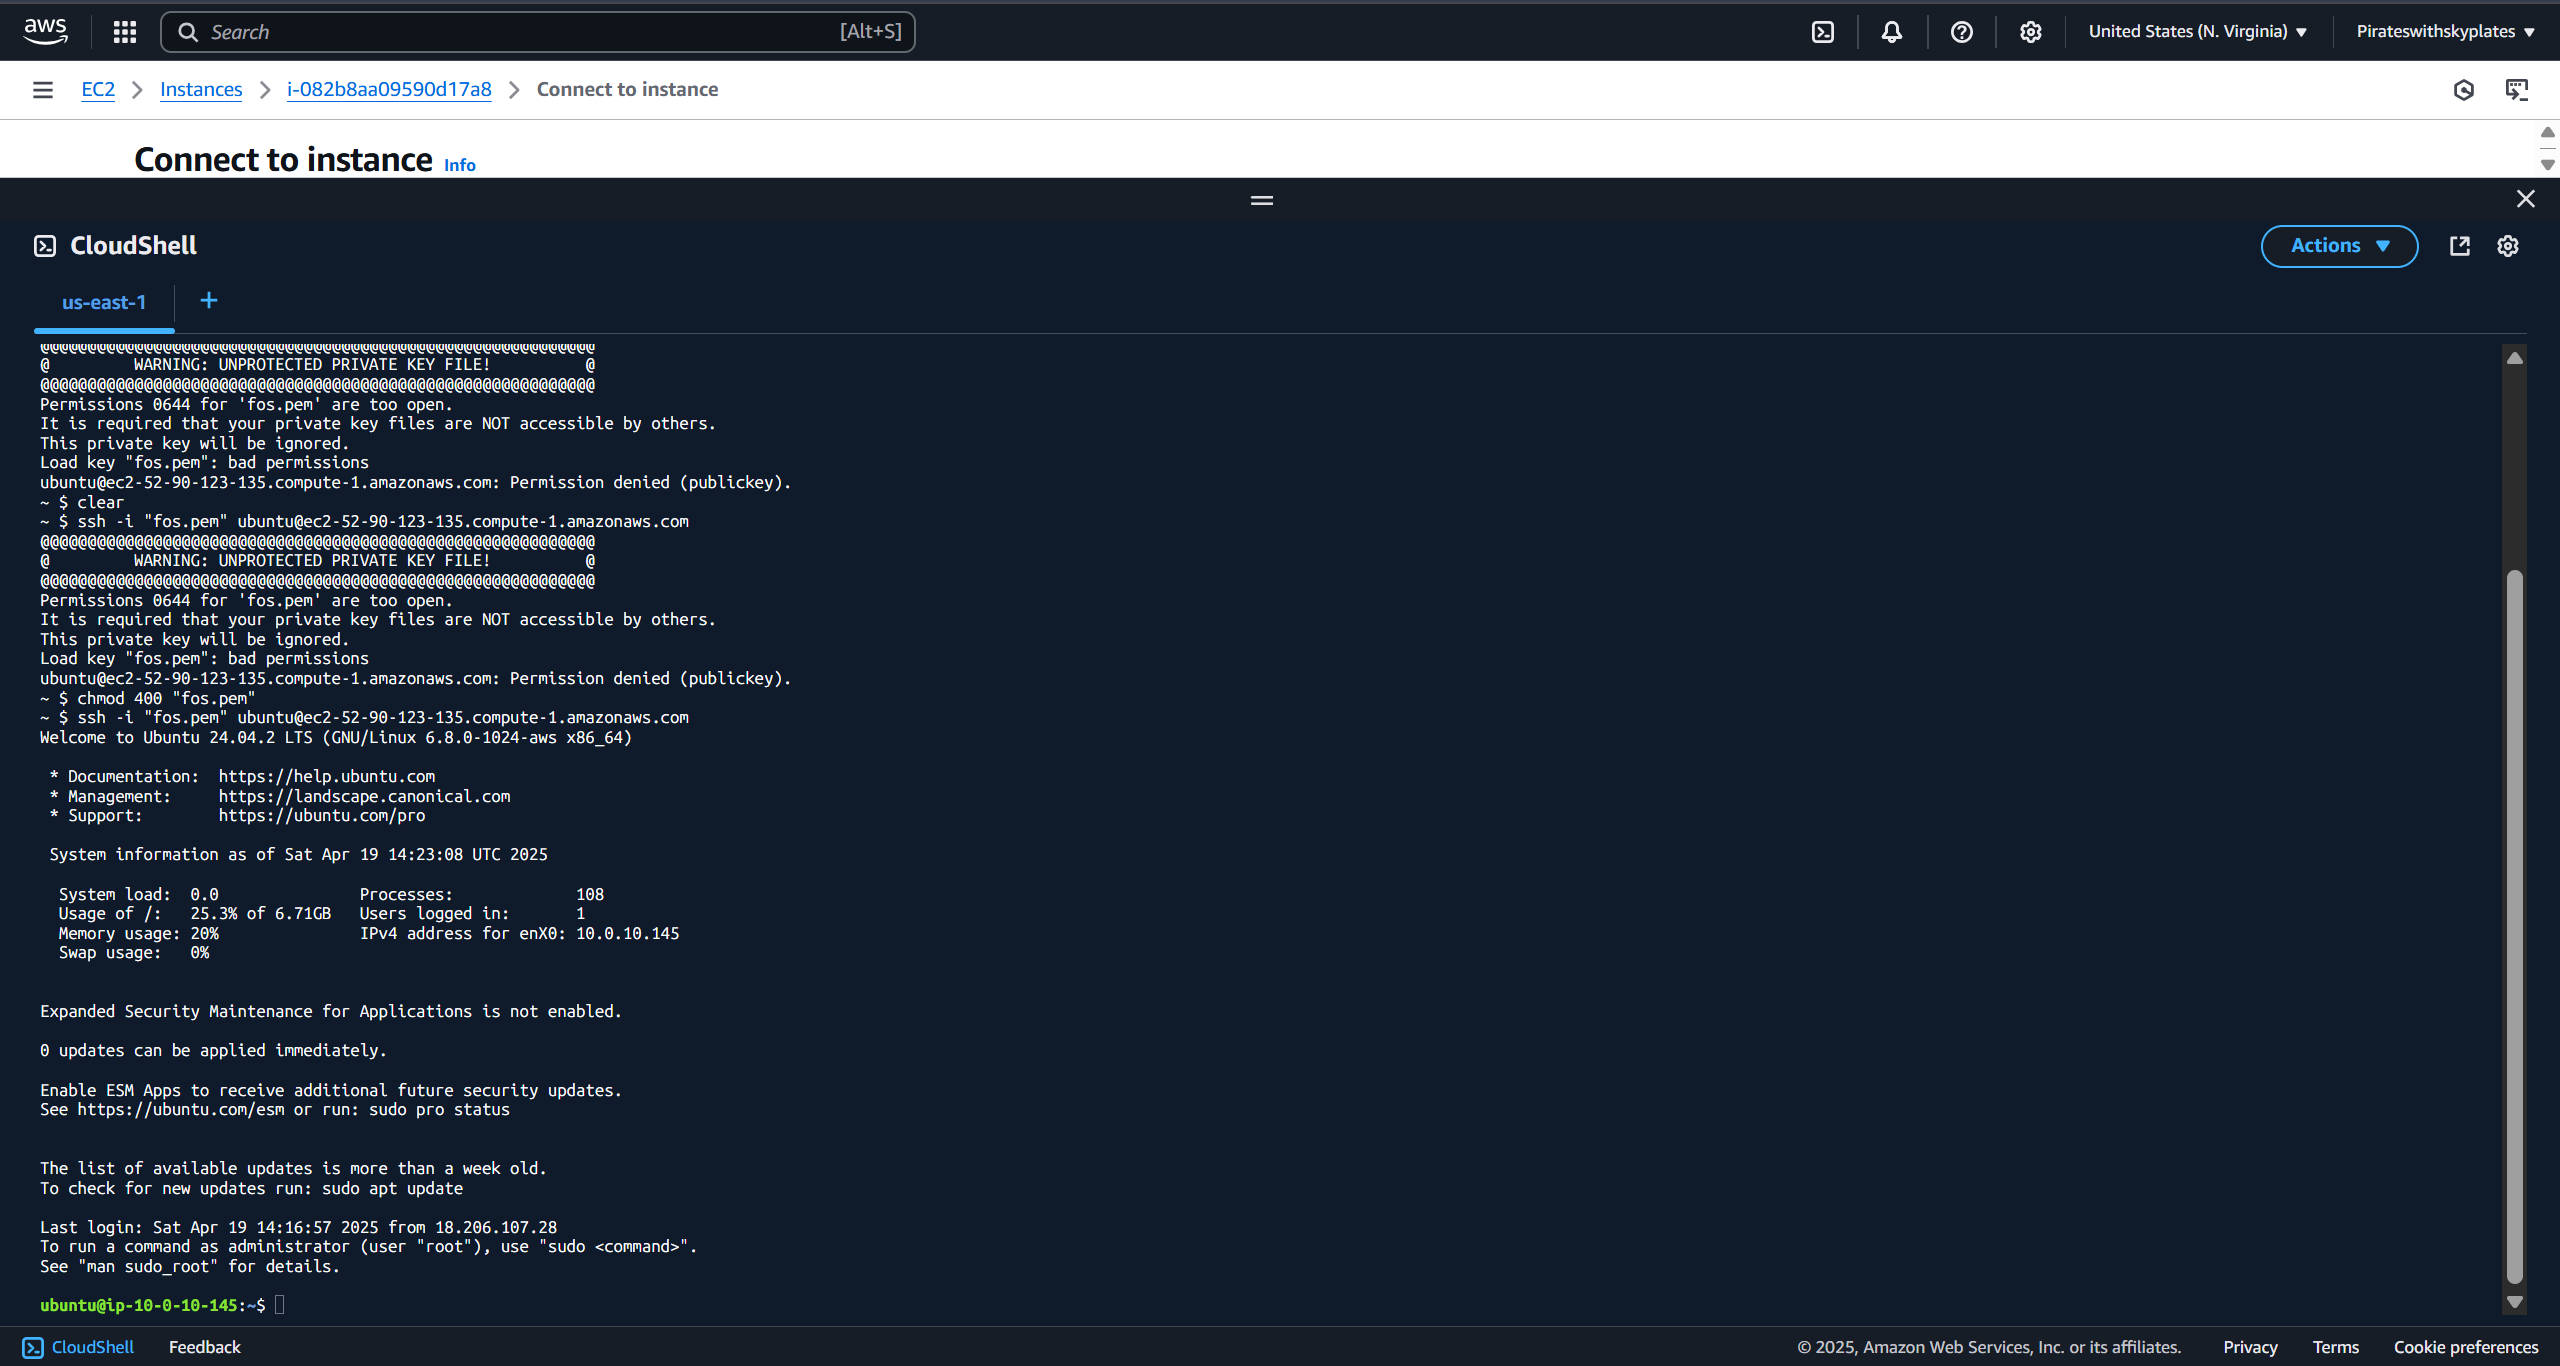 aws Search [Alt+S] United States (N. Virginia) Pirateswithskyplates
EC2 Instances i-082b8aa09590d17a8 Connect to instance
Connect to instance Info
CloudShell Actions
us-east-1 +
@@@@@@@@@@@@@@@@@@@@@@@@@@@@@@@@@@@@@@@@@@@@@@@@@@@@@@@@@@@
@         WARNING: UNPROTECTED PRIVATE KEY FILE!          @
@@@@@@@@@@@@@@@@@@@@@@@@@@@@@@@@@@@@@@@@@@@@@@@@@@@@@@@@@@@
Permissions 0644 for 'fos.pem' are too open.
It is required that your private key files are NOT accessible by others.
This private key will be ignored.
Load key "fos.pem": bad permissions
ubuntu@ec2-52-90-123-135.compute-1.amazonaws.com: Permission denied (publickey).
~ $ clear
~ $ ssh -i "fos.pem" ubuntu@ec2-52-90-123-135.compute-1.amazonaws.com
@@@@@@@@@@@@@@@@@@@@@@@@@@@@@@@@@@@@@@@@@@@@@@@@@@@@@@@@@@@
@         WARNING: UNPROTECTED PRIVATE KEY FILE!          @
@@@@@@@@@@@@@@@@@@@@@@@@@@@@@@@@@@@@@@@@@@@@@@@@@@@@@@@@@@@
Permissions 0644 for 'fos.pem' are too open.
It is required that your private key files are NOT accessible by others.
This private key will be ignored.
Load key "fos.pem": bad permissions
ubuntu@ec2-52-90-123-135.compute-1.amazonaws.com: Permission denied (publickey).
~ $ chmod 400 "fos.pem"
~ $ ssh -i "fos.pem" ubuntu@ec2-52-90-123-135.compute-1.amazonaws.com
Welcome to Ubuntu 24.04.2 LTS (GNU/Linux 6.8.0-1024-aws x86_64)
* Documentation:  https://help.ubuntu.com
* Management:     https://landscape.canonical.com
* Support:        https://ubuntu.com/pro
System information as of Sat Apr 19 14:23:08 UTC 2025
System load:  0.0               Processes:             108
Usage of /:   25.3% of 6.71GB   Users logged in:       1
Memory usage: 20%               IPv4 address for enX0: 10.0.10.145
Swap usage:   0%
Expanded Security Maintenance for Applications is not enabled.
0 updates can be applied immediately.
Enable ESM Apps to receive additional future security updates.
See https://ubuntu.com/esm or run: sudo pro status
The list of available updates is more than a week old.
To check for new updates run: sudo apt update
Last login: Sat Apr 19 14:16:57 2025 from 18.206.107.28
To run a command as administrator (user "root"), use "sudo <command>".
See "man sudo_root" for details.
ubuntu@ip-10-0-10-145:~$
CloudShell Feedback © 2025, Amazon Web Services, Inc. or its affiliates. Privacy Terms Cookie preferences